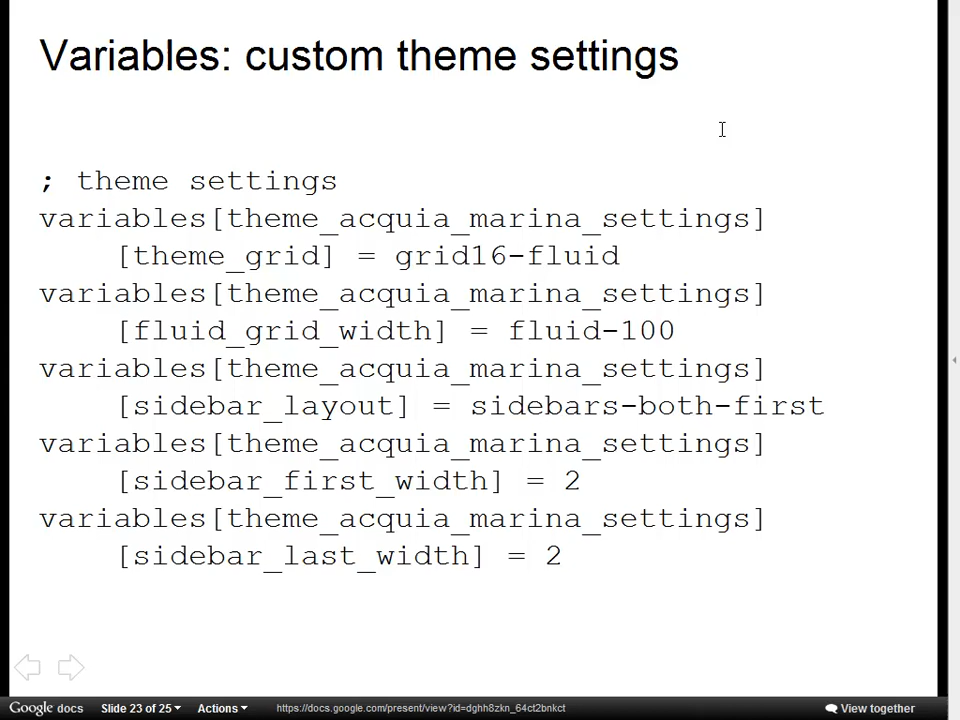 Variables: custom theme settings
; theme settings
variables[theme_acquia_marina_settings]
[theme_grid] = grid16-fluid
variables[theme_acquia_marina_settings]
[fluid_grid_width] = fluid-100
variables[theme_acquia_marina_settings]
[sidebar_layout] = sidebars-both-first
variables[theme_acquia_marina_settings]
[sidebar_first_width] = 2
variables[theme_acquia_marina_settings]
[sidebar_last_width] = 2
Google docs Slide 23 of 25 Actions https://docs.google.com/present/view?id=dghh8zkn_64ct2bnkct View together